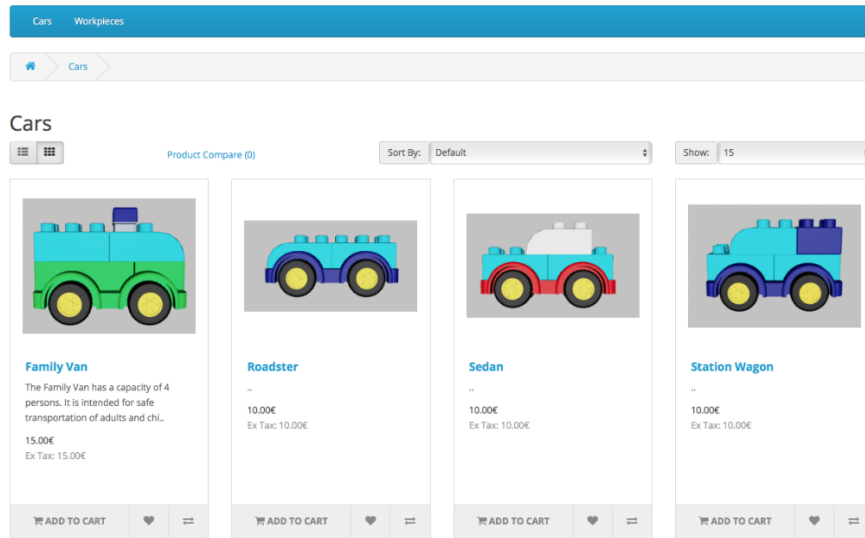 Cars Workpieces
Cars
Cars
Product Compare (0) Sort By: Default Show: 15
Family Van
The Family Van has a capacity of 4
persons. It is intended for safe
transportation of adults and chi..
15.00€
Ex Tax: 15.00€
ADD TO CART
Roadster
..
10.00€
Ex Tax: 10.00€
ADD TO CART
Sedan
..
10.00€
Ex Tax: 10.00€
ADD TO CART
Station Wagon
..
10.00€
Ex Tax: 10.00€
ADD TO CART